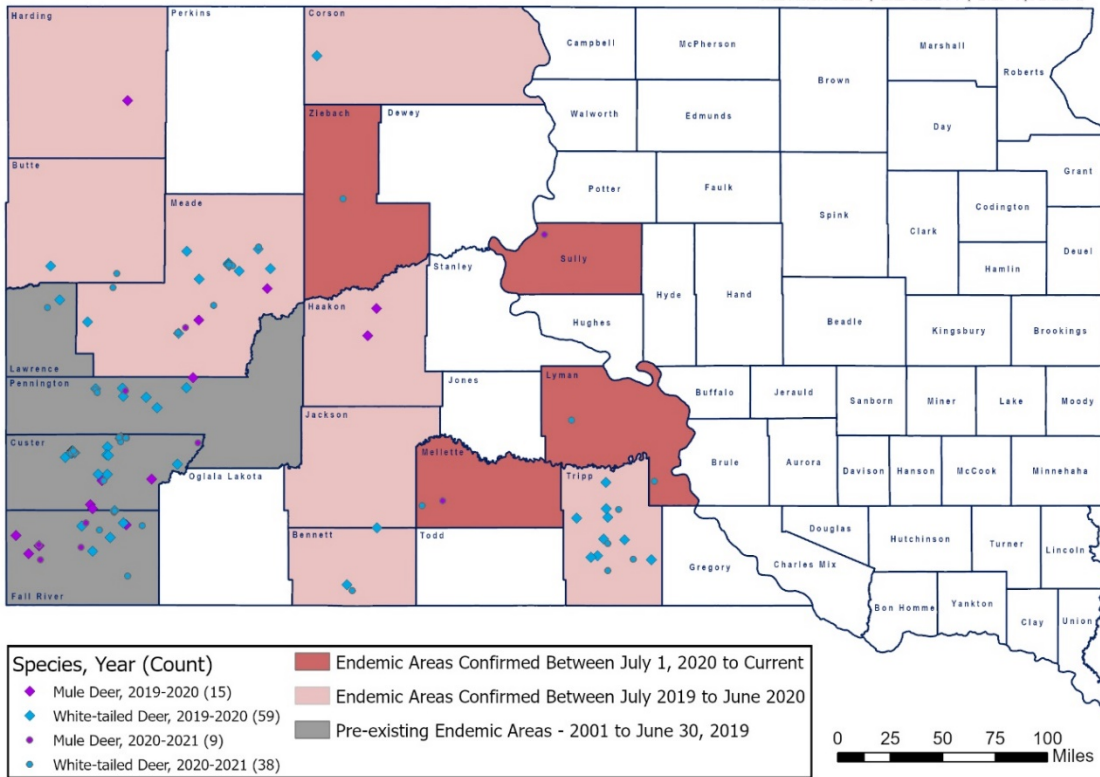 Harding
Perkins
Corson
Campbell
McPherson
Brown
Marshall
Roberts
Ziebach
Dewey
Walworth
Edmunds
Day
Butte
Meade
Potter
Faulk
Spink
Clark
Codington
Grant
Hamlin
Deuel
Stanley
Sully
Hyde
Hand
Haakon
Hughes
Beadle
Kingsbury
Brookings
Lawrence
Pennington
Jones
Lyman
Buffalo
Jerauld
Sanborn
Miner
Lake
Moody
Jackson
Custer
Mellette
Oglala Lakota
Tripp
Brule
Aurora
Davison
Hanson
McCook
Minnehaha
Bennett
Todd
Gregory
Douglas
Charles Mix
Hutchinson
Turner
Lincoln
Fall River
Bon Homme
Yankton
Clay
Union
Species, Year (Count)
Mule Deer, 2019-2020 (15)
White-tailed Deer, 2019-2020 (59)
Mule Deer, 2020-2021 (9)
White-tailed Deer, 2020-2021 (38)
Endemic Areas Confirmed Between July 1, 2020 to Current
Endemic Areas Confirmed Between July 2019 to June 2020
Pre-existing Endemic Areas - 2001 to June 30, 2019
0 25 50 75 100
Miles